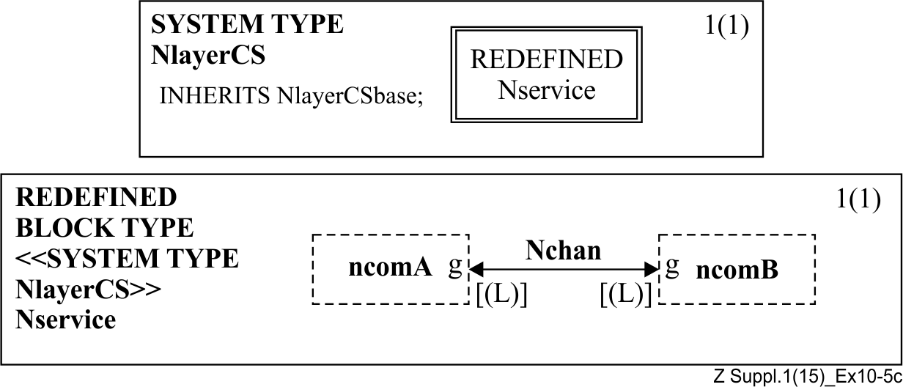 SYSTEM TYPE
NlayerCS
INHERITS NlayerCSbase;
REDEFINED
Nservice
1(1)
REDEFINED
BLOCK TYPE
<<SYSTEM TYPE
NlayerCS>>
Nservice
1(1)
ncomA g
Nchan
g ncomB
[(L)] [(L)]
Z Suppl.1(15)_Ex10-5c